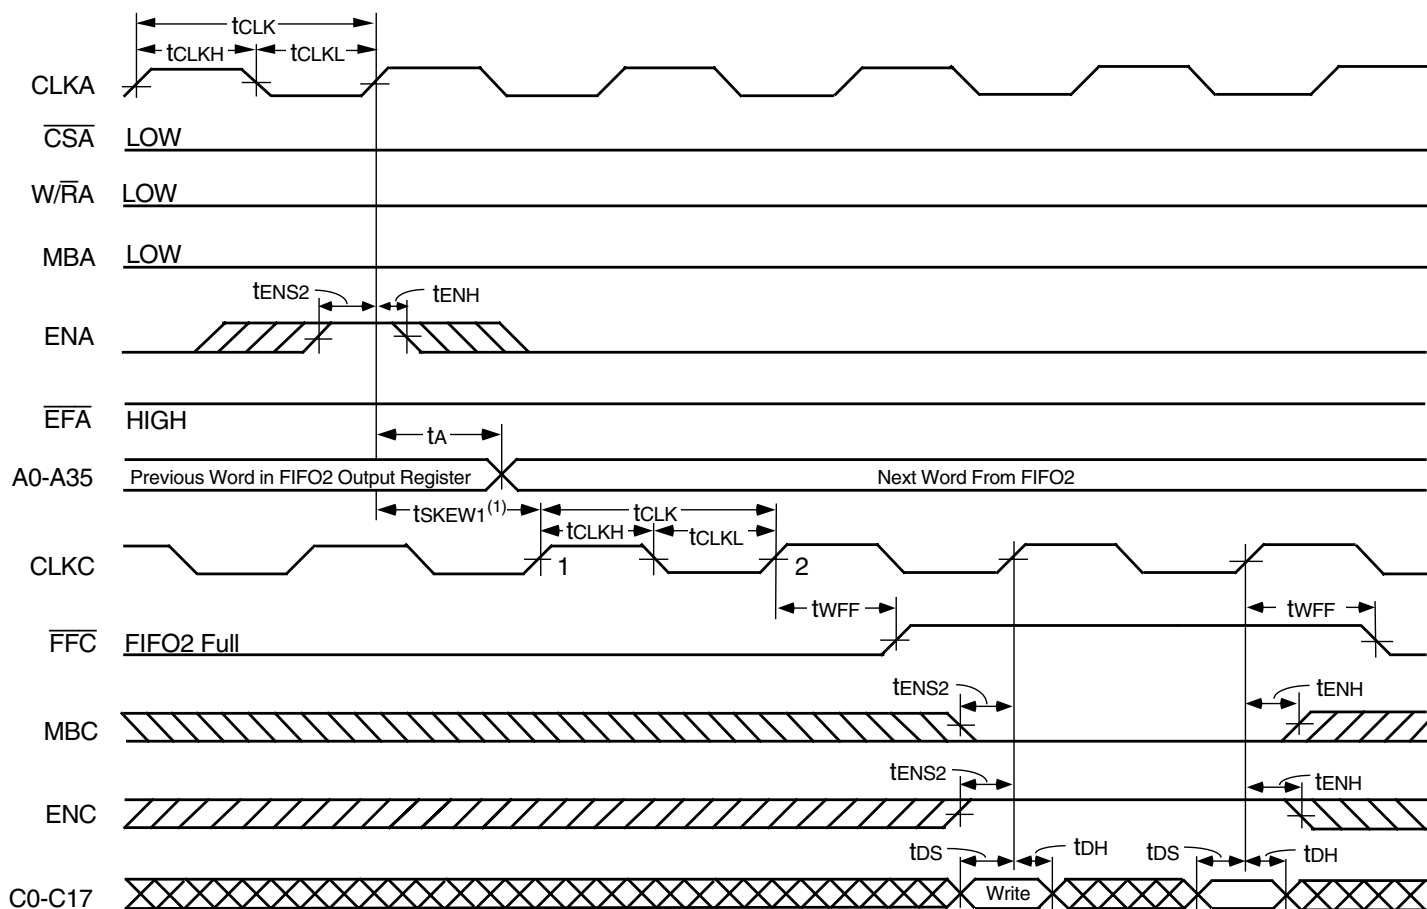 tCLK
tCLKH tCLKL
CLKA
CSA LOW
W/RA LOW
MBA LOW
tENS2 tENH
ENA
EFA HIGH
tA
A0-A35 Previous Word in FIFO2 Output Register Next Word From FIFO2
tSKEW1(1) tCLK
tCLKH tCLKL
CLKC 1 2
tWFF tWFF
FFC FIFO2 Full
tENS2 tENH
MBC
tENS2 tENH
ENC
tDS tDH tDS tDH
C0-C17 Write